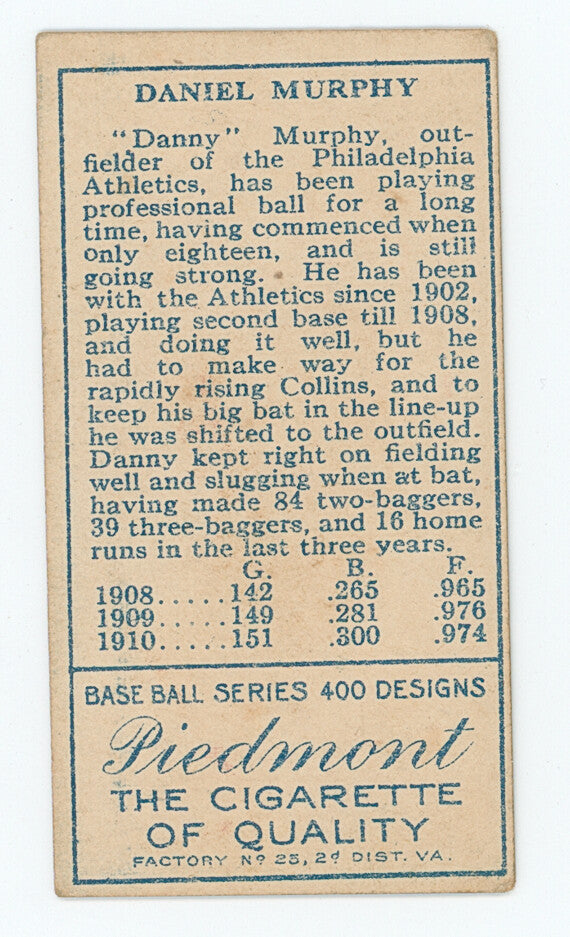 DANIEL MURPHY
"Danny" Murphy, out-
fielder of the Philadelphia
Athletics, has been playing
professional ball for a long
time, having commenced when
only eighteen, and is still
going strong. He has been
with the Athletics since 1902,
playing second base till 1908,
and doing it well, but he
had to make way for the
rapidly rising Collins, and to
keep his big bat in the line-up
he was shifted to the outfield.
Danny kept right on fielding
well and slugging when at bat,
having made 84 two-baggers,
39 three-baggers, and 16 home
runs in the last three years.
G. B. F.
1908.....142 .265 .965
1909.....149 .281 .976
1910.....151 .300 .974
BASE BALL SERIES 400 DESIGNS
Piedmont
THE CIGARETTE
OF QUALITY
FACTORY Nº 25, 2d DIST. VA.